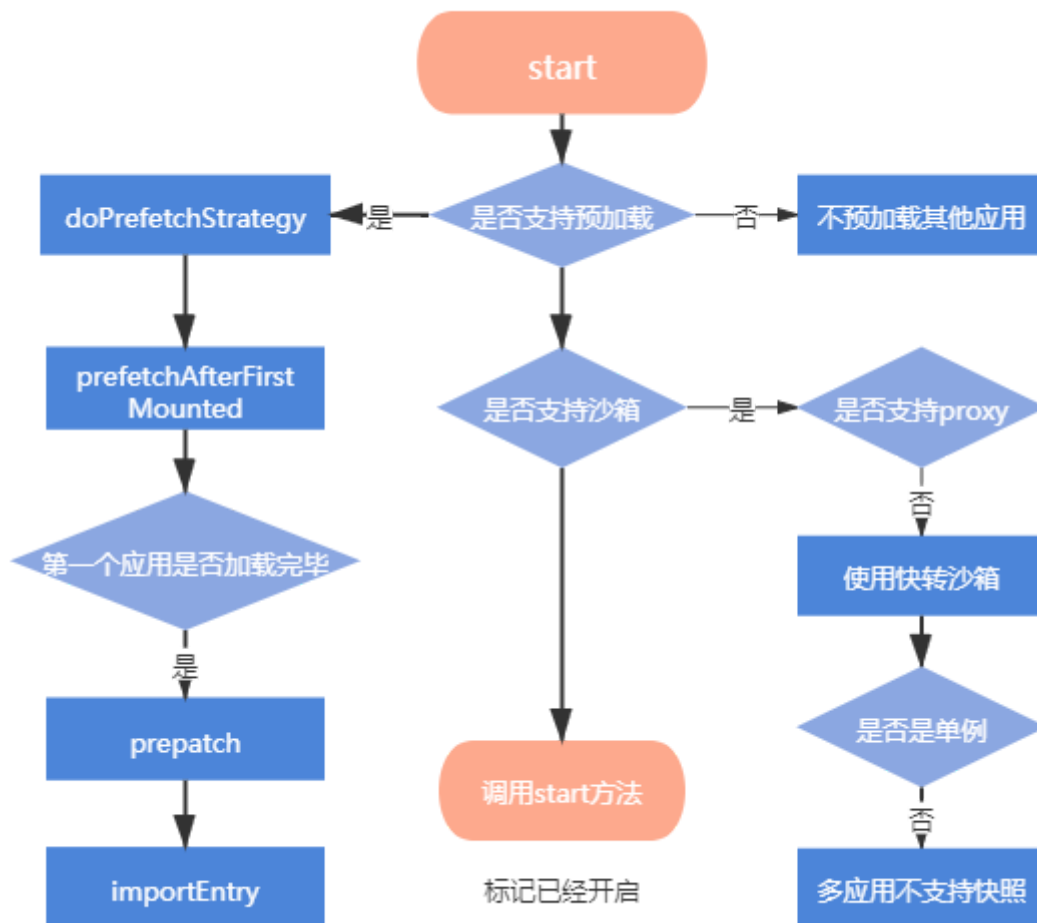 start
doPrefetchStrategy
是
是否支持预加载
否
不预加载其他应用
prefetchAfterFirst
Mounted
是否支持沙箱
是
是否支持proxy
否
第一个应用是否加载完毕
使用快转沙箱
是
prepatch
是否是单例
调用start方法
否
importEntry
标记已经开启
多应用不支持快照